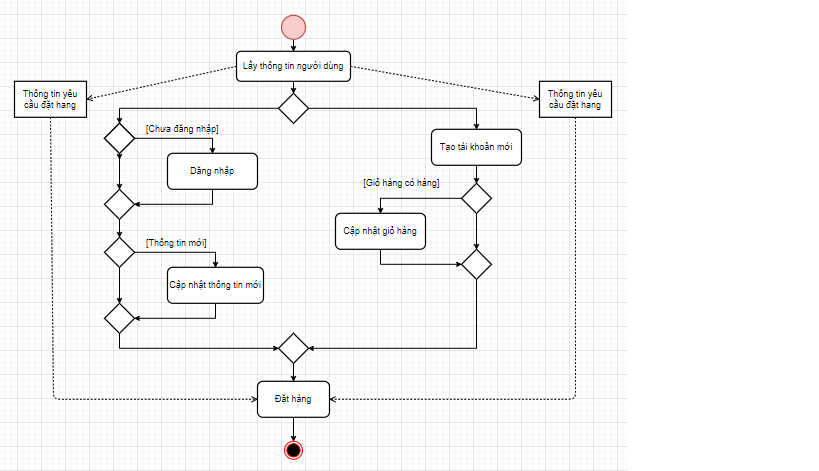 Lấy thông tin người dùng
Thông tin yêu
cầu đặt hang
Thông tin yêu
cầu đặt hang
[Chưa đăng nhập]
Tạo tải khoản mới
Dăng nhập
[Giỏ hàng có hàng]
Cập nhật giỏ hàng
[Thông tin mới]
Cập nhật thông tin mới
Đặt hàng